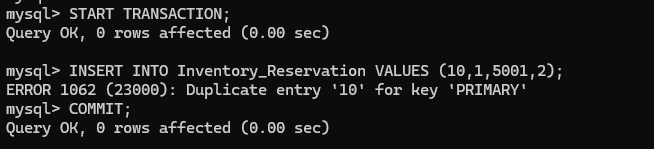 mysql> START TRANSACTION;
Query OK, 0 rows affected (0.00 sec)
mysql> INSERT INTO Inventory_Reservation VALUES (10,1,5001,2);
ERROR 1062 (23000): Duplicate entry '10' for key 'PRIMARY'
mysql> COMMIT;
Query OK, 0 rows affected (0.00 sec)